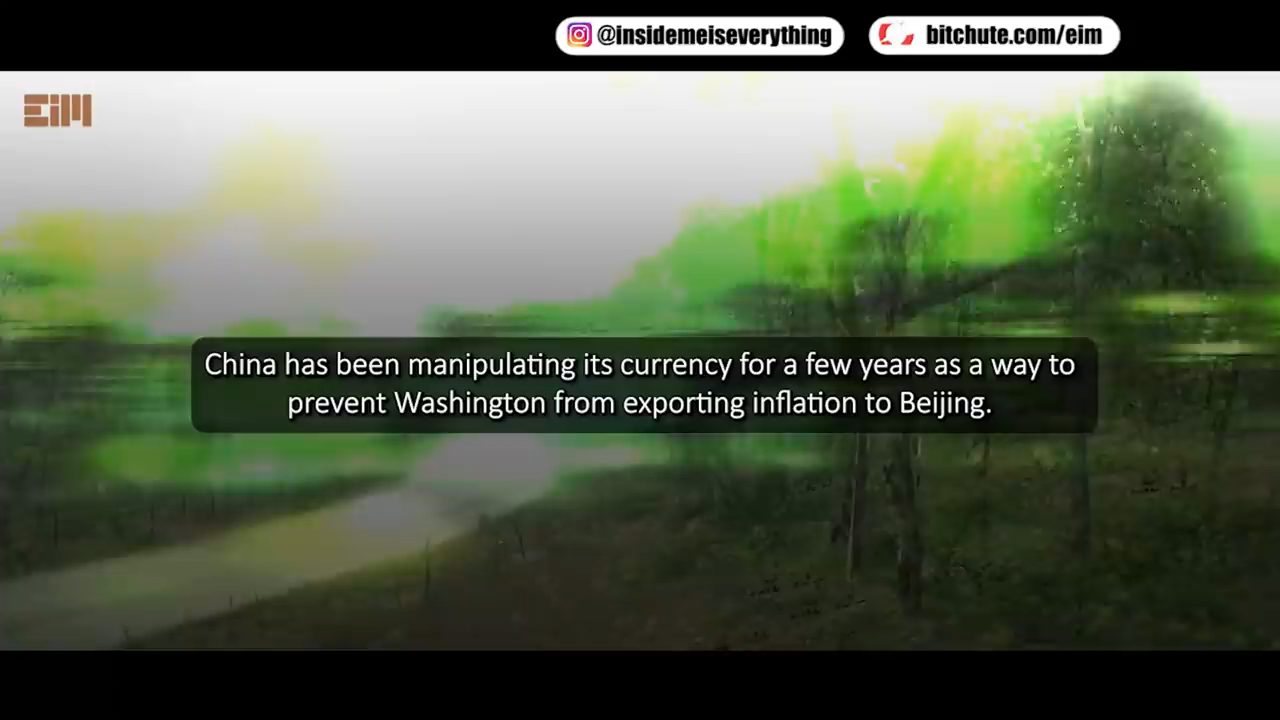 @insidemeiseverything
bitchute.com/eim
EiM
China has been manipulating its currency for a few years as a way to
prevent Washington from exporting inflation to Beijing.